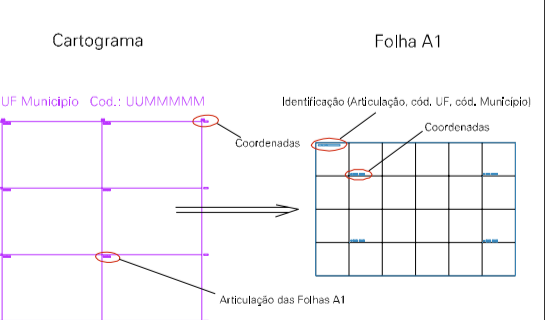 Cartograma
Folha A1
UF Município Cod.: UUMMMMM
Identificação (Articulação, cód. UF, cód. Município)
Coordenadas
Coordenadas
Articulação das Folhas A1